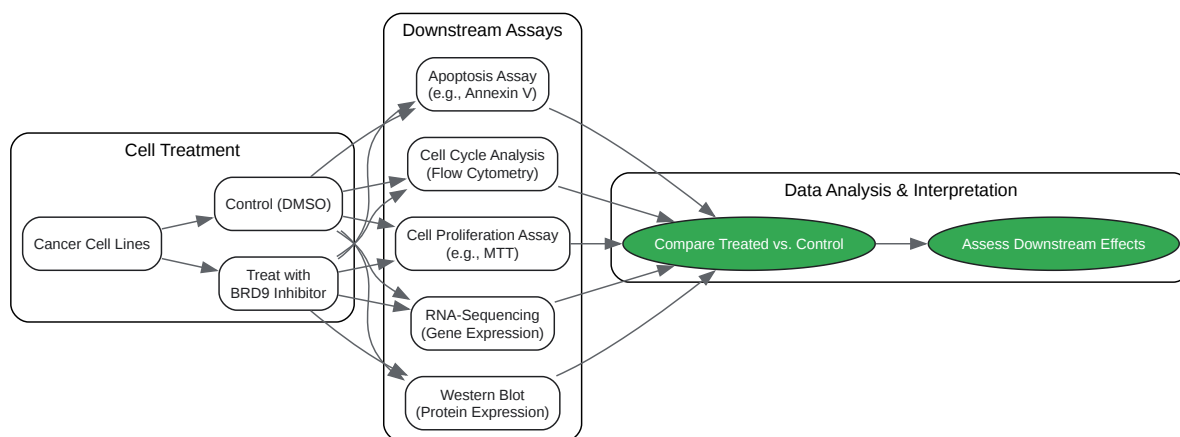 Cell Treatment
Cancer Cell Lines
Control (DMSO)
Treat with
BRD9 Inhibitor
Downstream Assays
Apoptosis Assay
(e.g., Annexin V)
Cell Cycle Analysis
(Flow Cytometry)
Cell Proliferation Assay
(e.g., MTT)
RNA-Sequencing
(Gene Expression)
Western Blot
(Protein Expression)
Data Analysis & Interpretation
Compare Treated vs. Control
Assess Downstream Effects